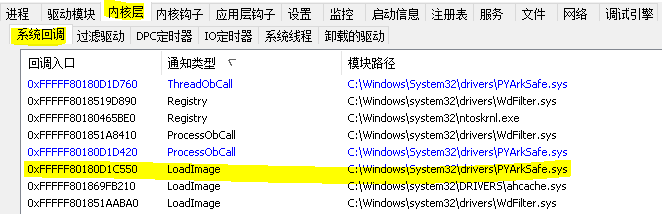 进程 驱动模块 内核层 内核钩子 应用层钩子 设置 监控 启动信息 注册表 服务 文件 网络 调试引擎
系统回调 过滤驱动 DPC定时器 IO定时器 系统线程 卸载的驱动
回调入口 通知类型 模块路径
0xFFFFF80180D1D760 ThreadObCall C:\Windows\System32\drivers\PYArkSafe.sys
0xFFFFF8018519D890 Registry C:\Windows\system32\drivers\WdFilter.sys
0xFFFFF80180465BE0 Registry C:\Windows\system32\ntoskrnl.exe
0xFFFFF801851A8410 ProcessObCall C:\Windows\system32\drivers\WdFilter.sys
0xFFFFF80180D1D420 ProcessObCall C:\Windows\System32\drivers\PYArkSafe.sys
0xFFFFF80180D1C550 LoadImage C:\Windows\System32\drivers\PYArkSafe.sys
0xFFFFF801869FB210 LoadImage C:\Windows\system32\DRIVERS\ahcache.sys
0xFFFFF801851AABA0 LoadImage C:\Windows\system32\drivers\WdFilter.sys